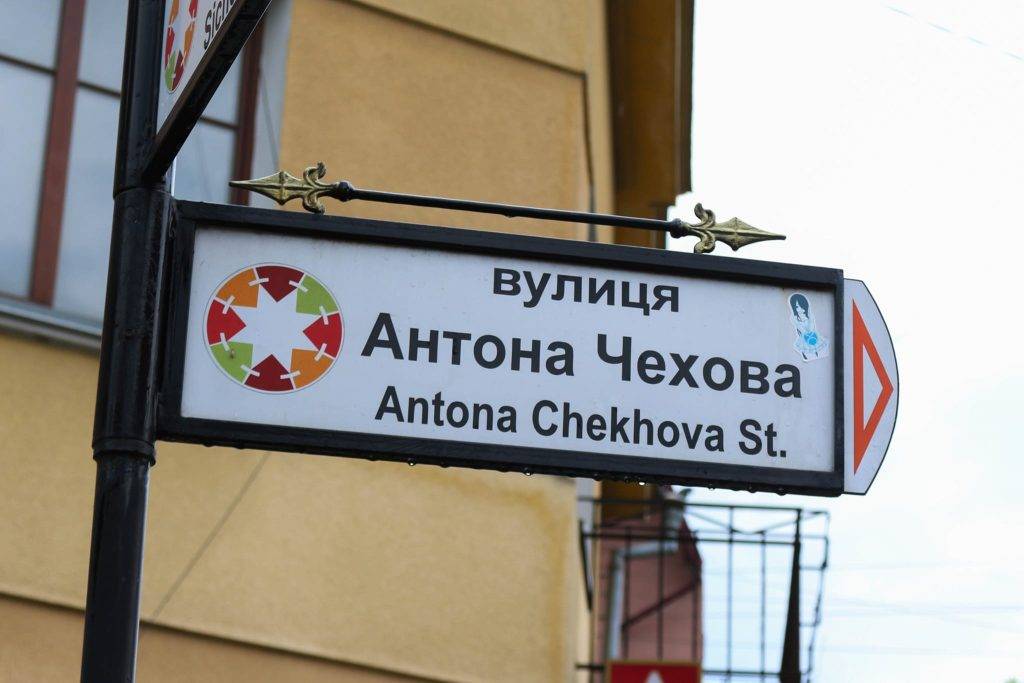 вулиця
Антона Чехова
Antona Chekhova St.